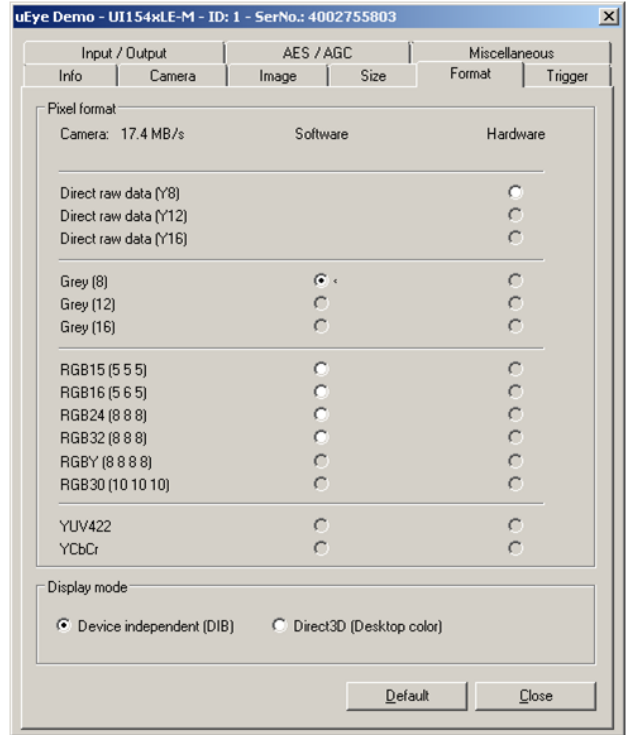 uEye Demo - UI154xLE-M - ID: 1 - SerNo.: 4002755803
Input / Output AES / AGC Miscellaneous
Info Camera Image Size Format Trigger
Pixel format
Camera: 17.4 MB/s Software Hardware
Direct raw data (Y8)
Direct raw data (Y12)
Direct raw data (Y16)
Grey (8)
Grey (12)
Grey (16)
RGB15 (5 5 5)
RGB16 (5 6 5)
RGB24 (8 8 8)
RGB32 (8 8 8)
RGBY (8 8 8 8)
RGB30 (10 10 10)
YUV422
YCbCr
Display mode
Device independent (DIB) Direct3D (Desktop color)
Default Close